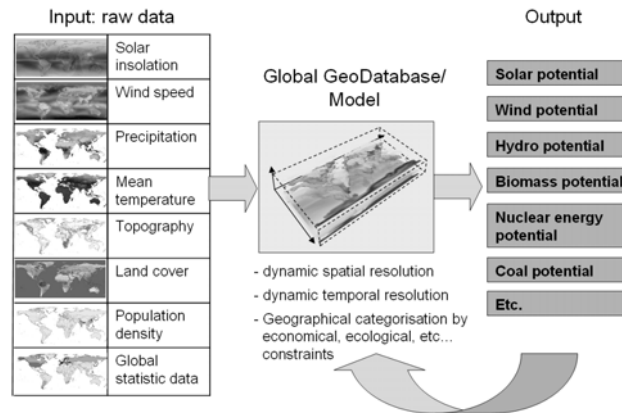 Input: raw data
Solar
insolation
Wind speed
Precipitation
Mean
temperature
Topography
Land cover
Population
density
Global
statistic data
Global GeoDatabase/
Model
- dynamic spatial resolution
- dynamic temporal resolution
- Geographical categorisation by
economical, ecological, etc...
constraints
Output
Solar potential
Wind potential
Hydro potential
Biomass potential
Nuclear energy
potential
Coal potential
Etc.